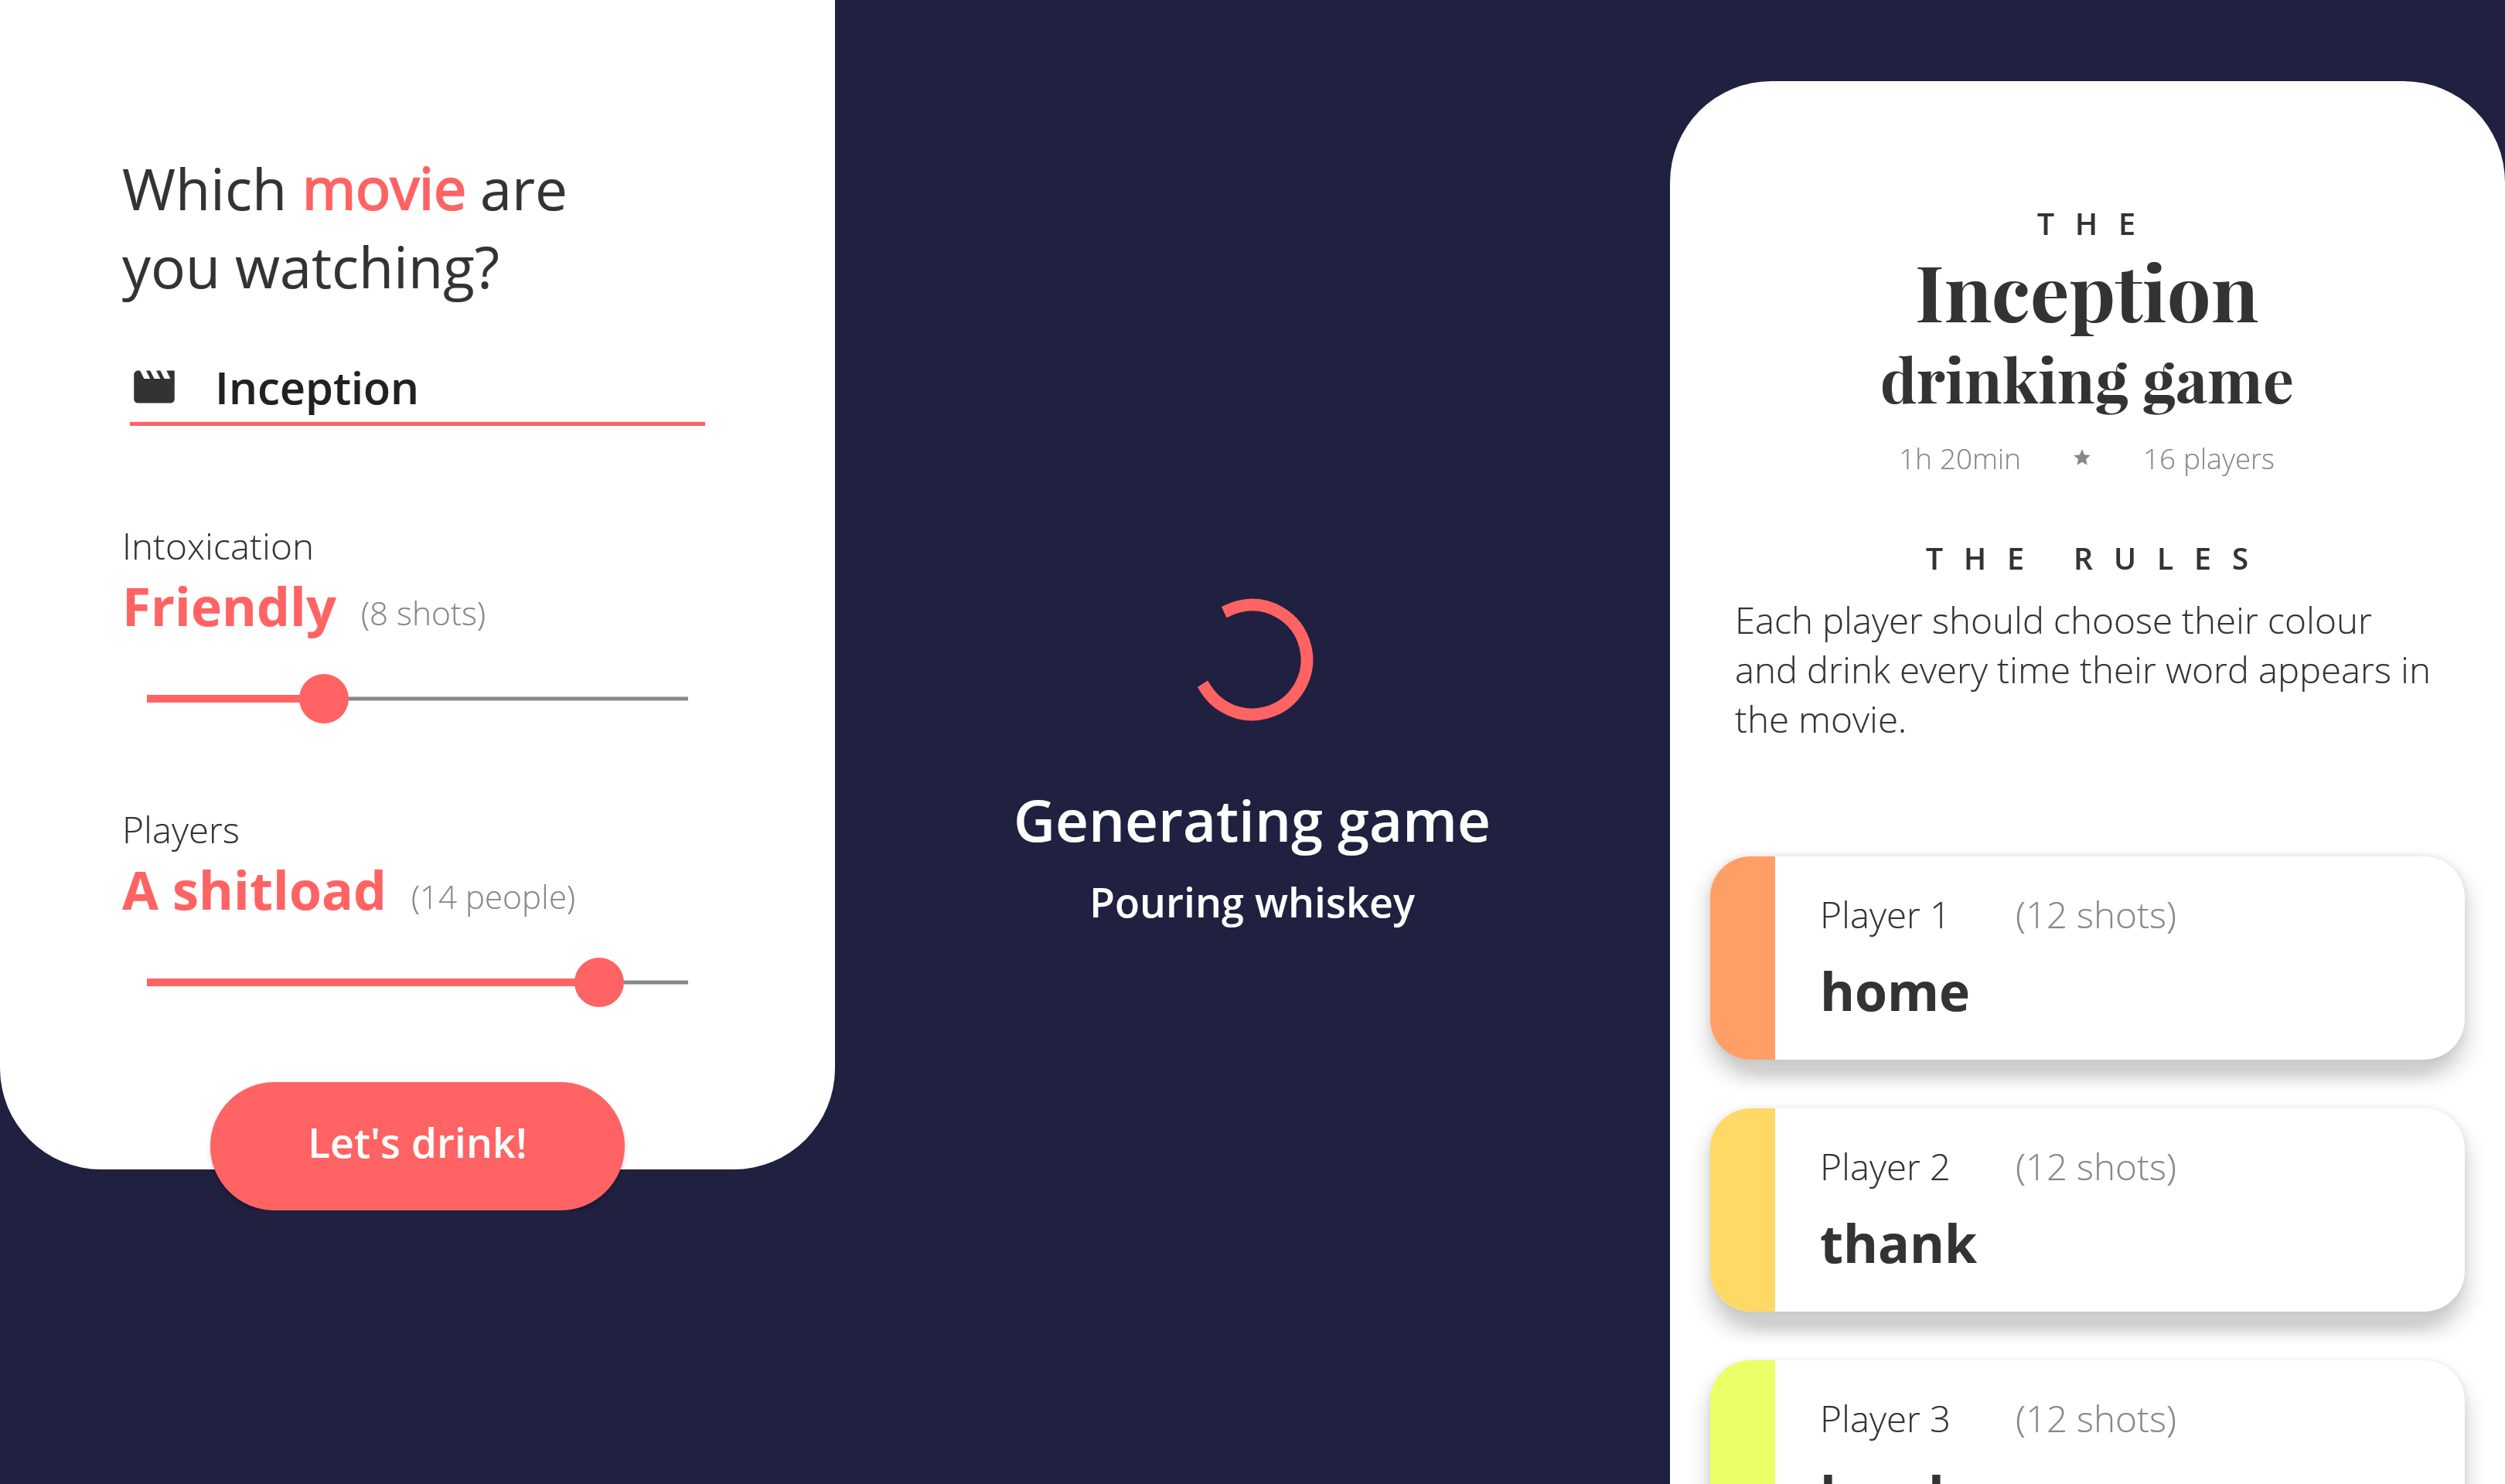 Which movie are
you watching?
Inception
Intoxication
Friendly (8 shots)
Players
A shitload (14 people)
Let's drink!
Generating game
Pouring whiskey
THE
Inception
drinking game
1h 20min ★ 16 players
THE RULES
Each player should choose their colour
and drink every time their word appears in
the movie.
Player 1 (12 shots)
home
Player 2 (12 shots)
thank
Player 3 (12 shots)